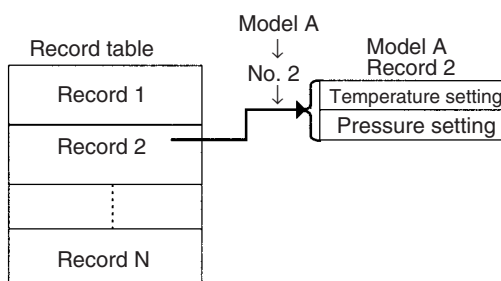 Record table
Record 1
Record 2
Record N
Model A
No. 2
Model A
Record 2
Temperature setting
Pressure setting